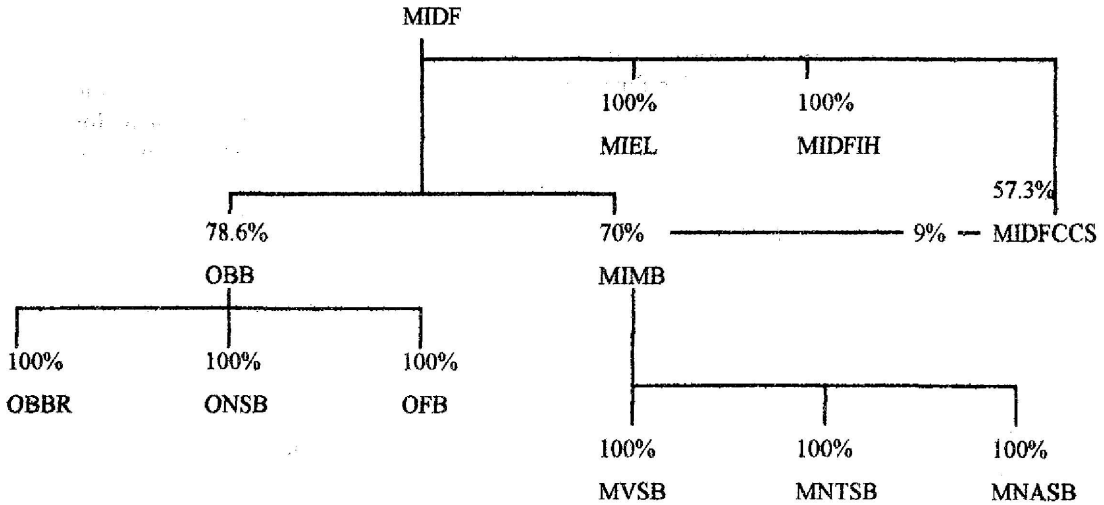 MIDF
100% 100%
MIEL MIDFIH
57.3%
78.6% 70% 9% MIDFCCS
OBB MIMB
100% 100% 100%
OBBR ONSB OFB
100% 100% 100%
MVSB MNTSB MNASB